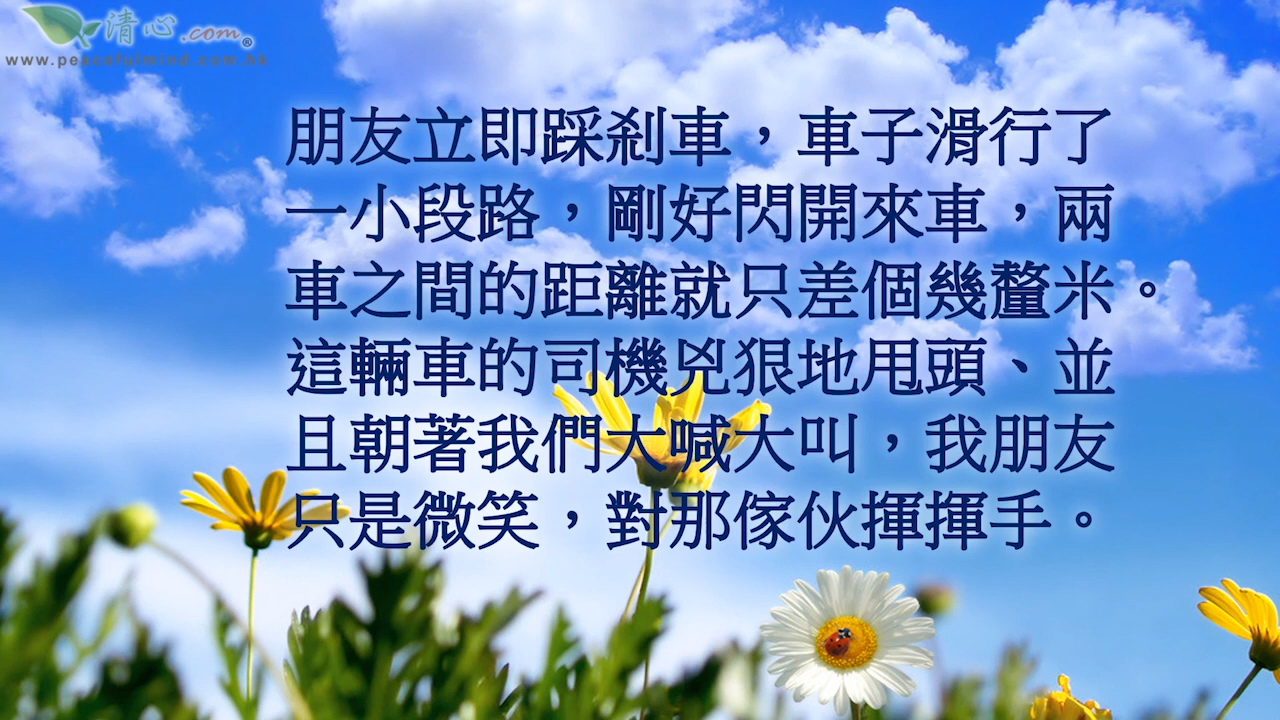 清心.com®
www.peacefulmind.com.hk
朋友立即踩剎車，車子滑行了
一小段路，剛好閃開來車，兩
車之間的距離就只差個幾釐米。
這輛車的司機兇狠地甩頭、並
且朝著我們大喊大叫，我朋友
只是微笑，對那傢伙揮揮手。